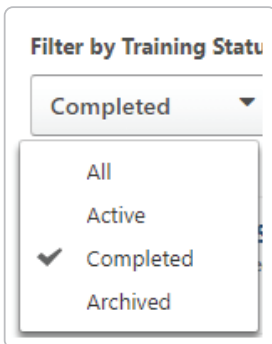 Filter by Training Statu
Completed
All
Active
Completed
Archived